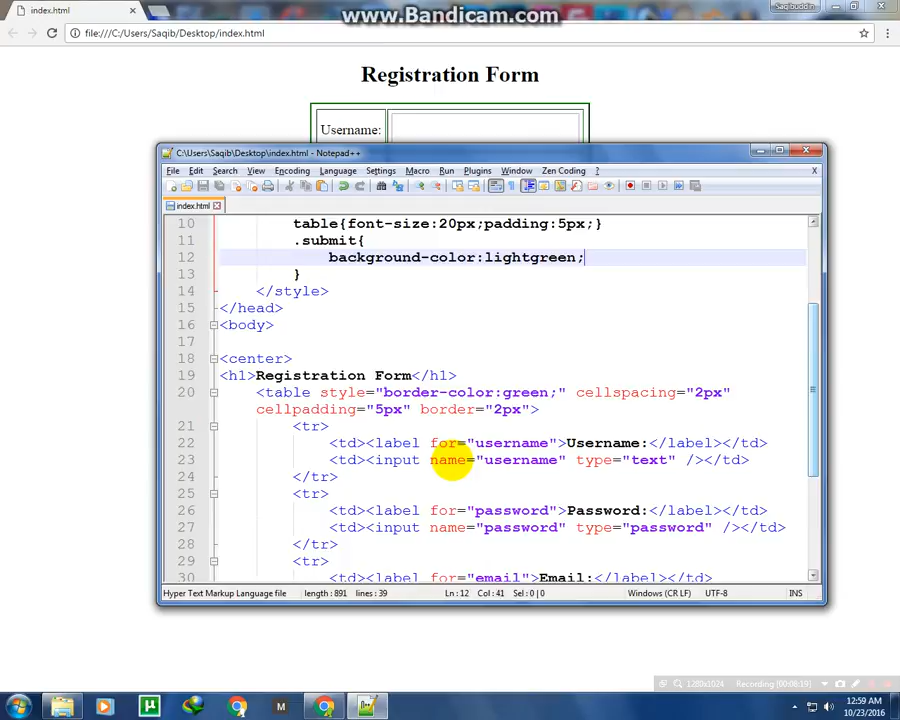 www.Bandicam.com
index.html
Saqibuddin
file:///C:/Users/Saqib/Desktop/index.html
Registration Form
Username:
C:\Users\Saqib\Desktop\index.html - Notepad++
File Edit Search View Encoding Language Settings Macro Run Plugins Window Zen Coding ? X
index.html
10 table{font-size:20px;padding:5px;}
11 .submit{
12 background-color:lightgreen;
13 }
14 </style>
15 </head>
16 <body>
17
18 <center>
19 <h1>Registration Form</h1>
20 <table style="border-color:green;" cellspacing="2px"
cellpadding="5px" border="2px">
21 <tr>
22 <td><label for="username">Username:</label></td>
23 <td><input name="username" type="text" /></td>
24 </tr>
25 <tr>
26 <td><label for="password">Password:</label></td>
27 <td><input name="password" type="password" /></td>
28 </tr>
29 <tr>
30 <td><label for="email">Email:</label></td>
Hyper Text Markup Language file length : 891 lines : 39 Ln : 12 Col : 41 Sel : 0 | 0 Windows (CR LF) UTF-8 INS
1280x1024 Recording [00:08:19]
12:59 AM
10/23/2016